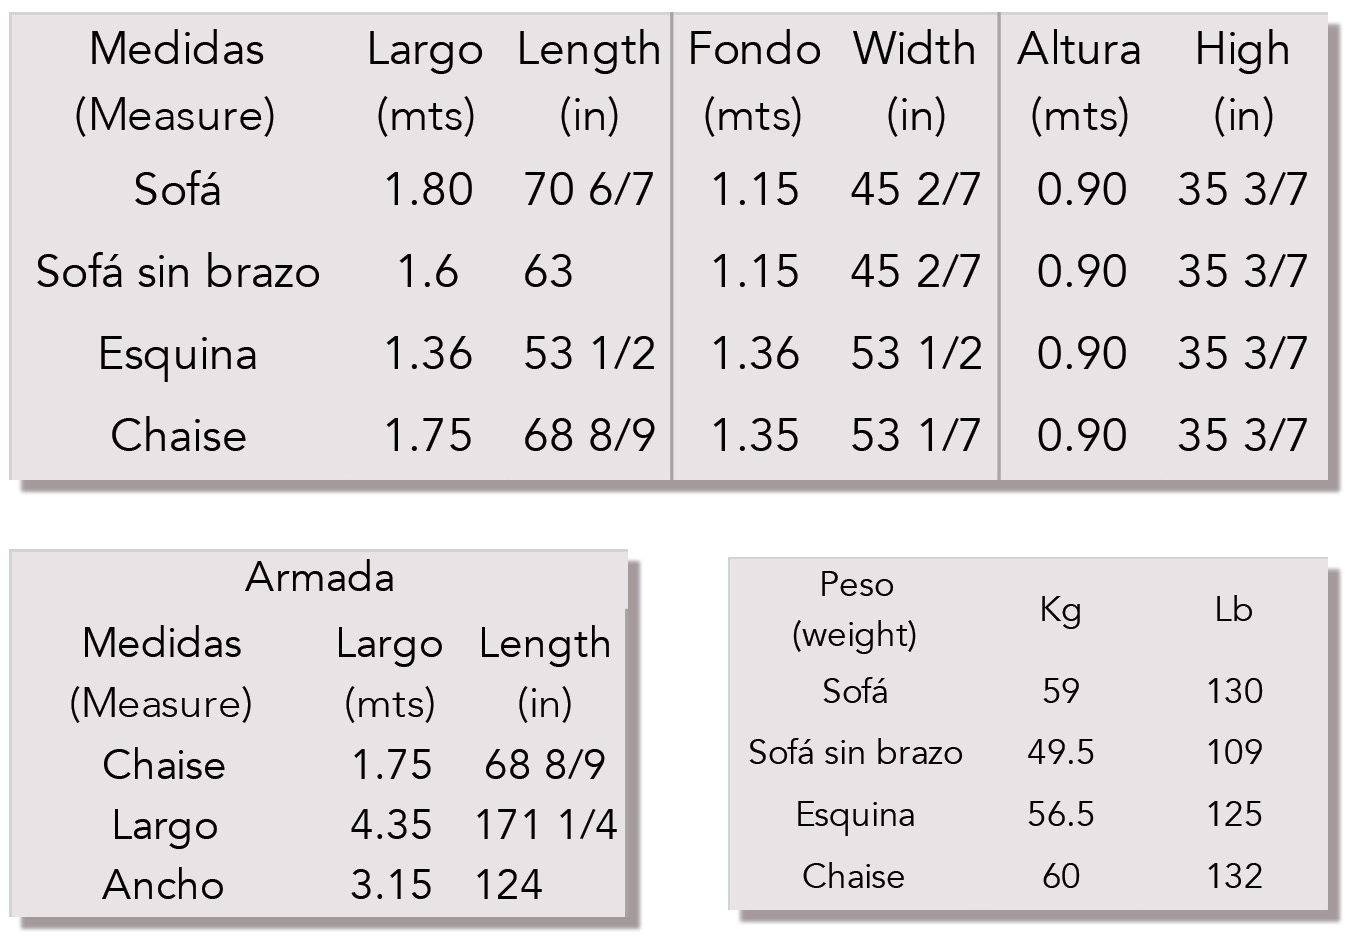 Medidas Largo Length Fondo Width Altura High
(Measure) (mts) (in) (mts) (in) (mts) (in)
Sofá 1.80 70 6/7 1.15 45 2/7 0.90 35 3/7
Sofá sin brazo 1.6 63 1.15 45 2/7 0.90 35 3/7
Esquina 1.36 53 1/2 1.36 53 1/2 0.90 35 3/7
Chaise 1.75 68 8/9 1.35 53 1/7 0.90 35 3/7
Armada
Medidas Largo Length
(Measure) (mts) (in)
Chaise 1.75 68 8/9
Largo 4.35 171 1/4
Ancho 3.15 124
Peso
(weight) Kg Lb
Sofá 59 130
Sofá sin brazo 49.5 109
Esquina 56.5 125
Chaise 60 132